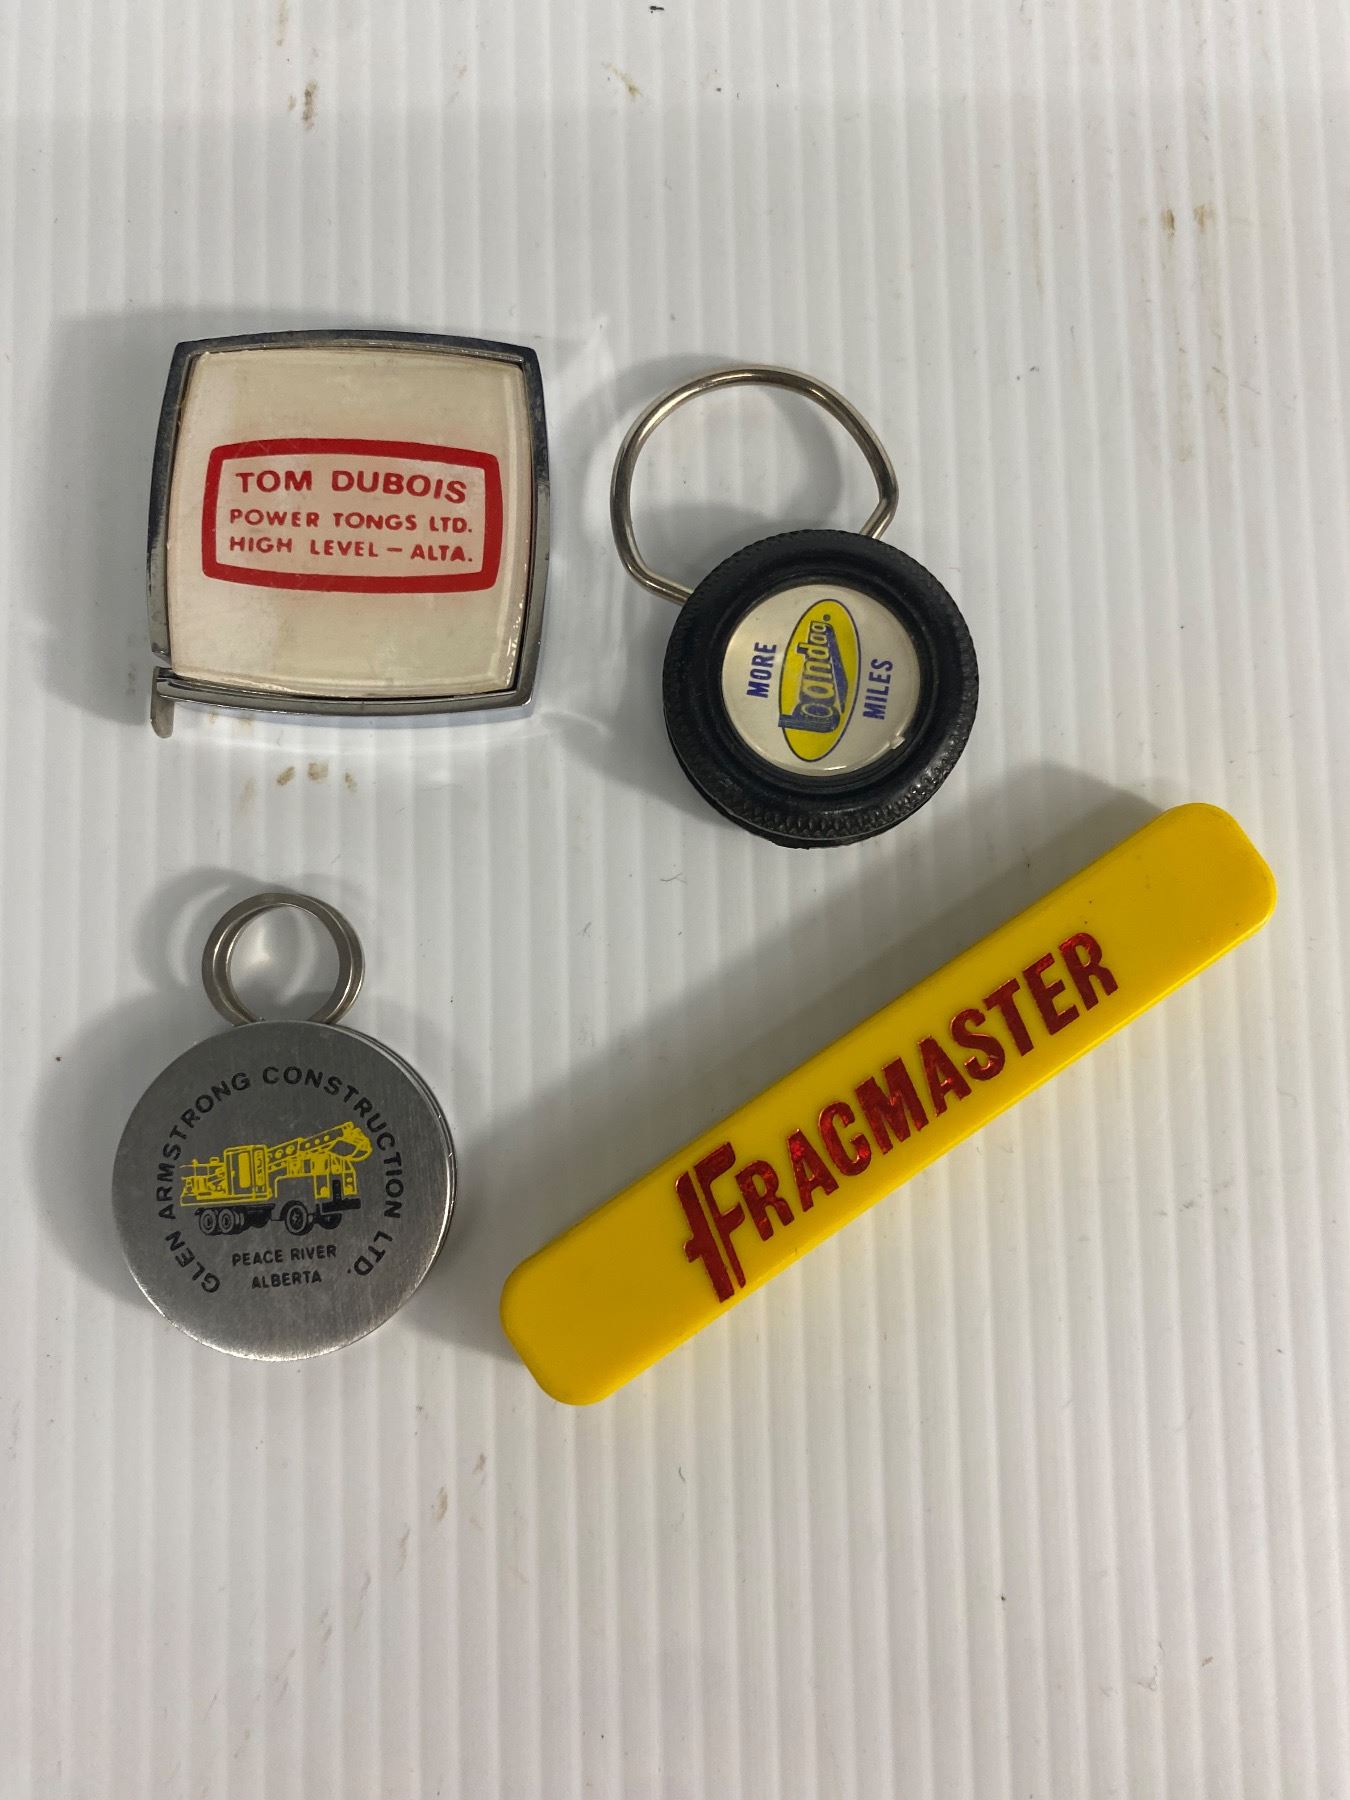 TOM DUBOIS
POWER TONGS LTD.
HIGH LEVEL - ALTA.
MORE
bandag
MILES
GLEN ARMSTRONG CONSTRUCTION LTD.
PEACE RIVER
ALBERTA
FRACMASTER